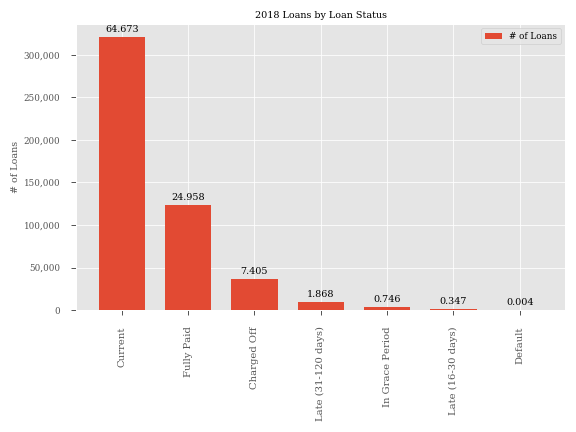 2018 Loans by Loan Status
# of Loans
# of Loans
300,000
250,000
200,000
150,000
100,000
50,000
0
64.673
24.958
7.405
1.868
0.746
0.347
0.004
Current
Fully Paid
Charged Off
Late (31-120 days)
In Grace Period
Late (16-30 days)
Default